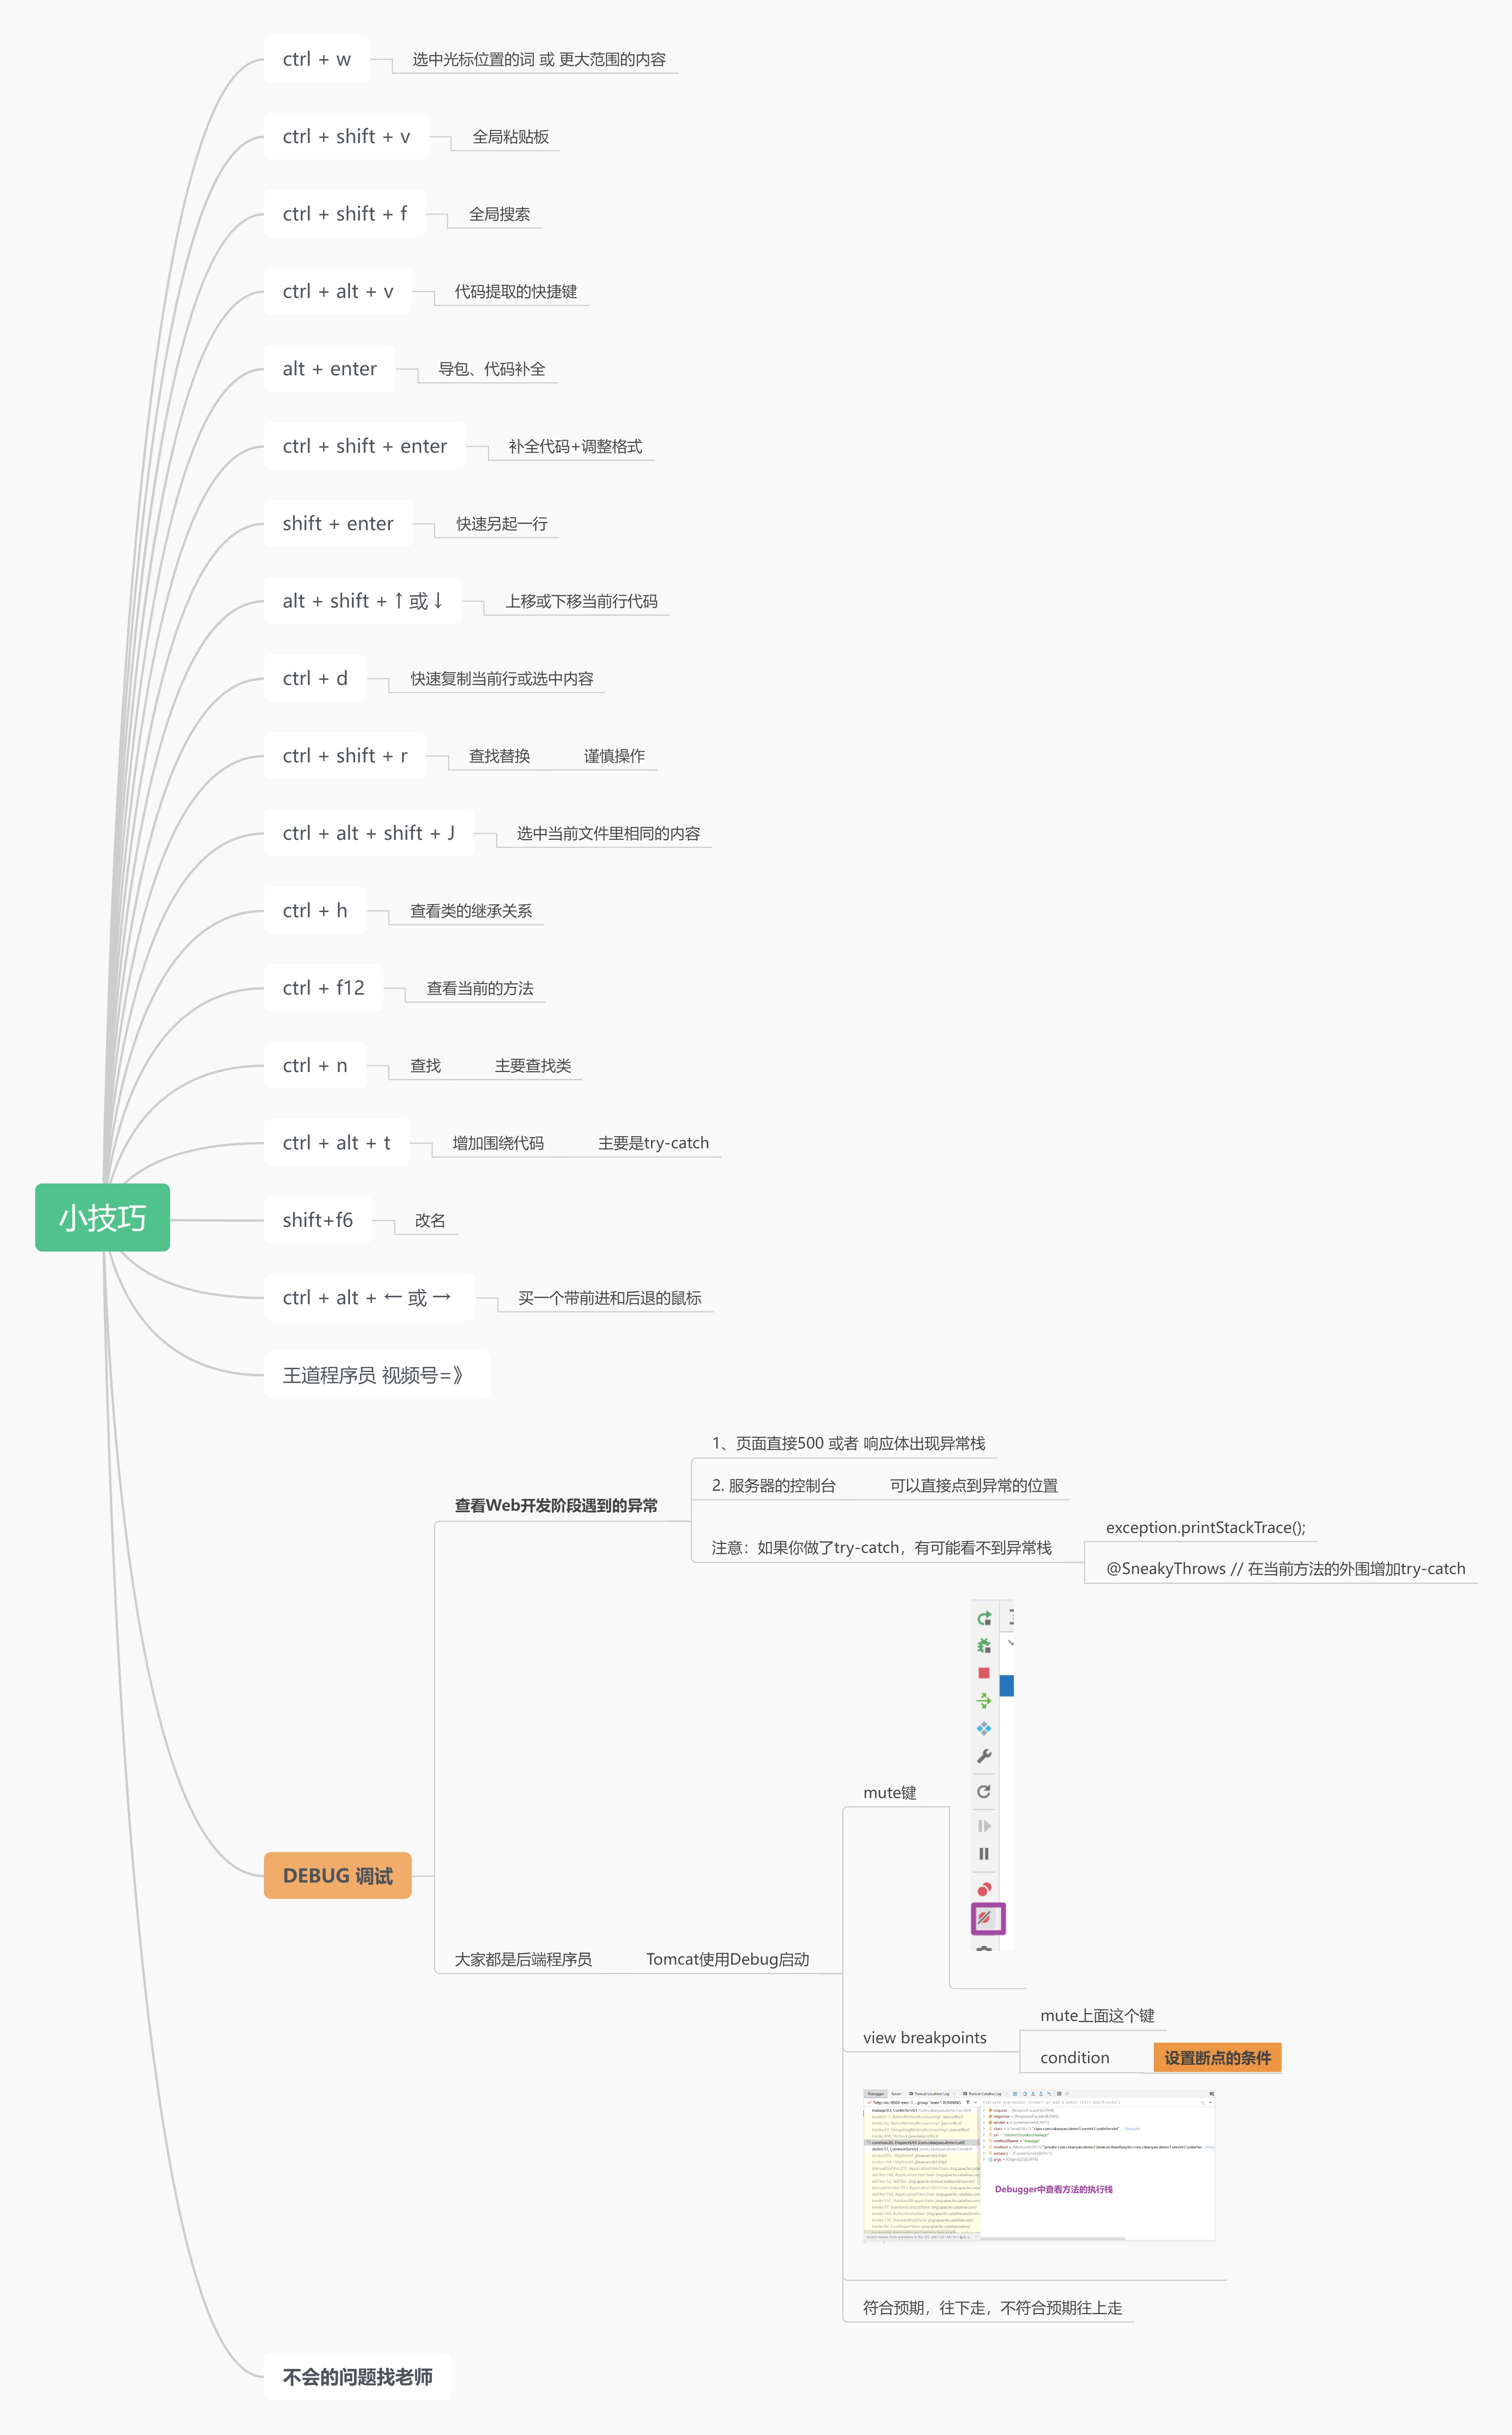 ctrl + w
选中光标位置的词 或 更大范围的内容
ctrl + shift + v
全局粘贴板
ctrl + shift + f
全局搜索
ctrl + alt + v
代码提取的快捷键
alt + enter
导包、代码补全
ctrl + shift + enter
补全代码+调整格式
shift + enter
快速另起一行
alt + shift + ↑ 或 ↓
上移或下移当前行代码
ctrl + d
快速复制当前行或选中内容
ctrl + shift + r
查找替换
谨慎操作
ctrl + alt + shift + J
选中当前文件里相同的内容
ctrl + h
查看类的继承关系
ctrl + f12
查看当前的方法
ctrl + n
查找
主要查找类
ctrl + alt + t
增加围绕代码
主要是try-catch
小技巧
shift+f6
改名
ctrl + alt + ← 或 →
买一个带前进和后退的鼠标
王道程序员 视频号=》
DEBUG 调试
查看Web开发阶段遇到的异常
1、页面直接500 或者 响应体出现异常栈
2. 服务器的控制台
可以直接点到异常的位置
注意：如果你做了try-catch，有可能看不到异常栈
exception.printStackTrace();
@SneakyThrows // 在当前方法的外围增加try-catch
大家都是后端程序员
Tomcat使用Debug启动
mute键
view breakpoints
mute上面这个键
condition
设置断点的条件
Debugger
Server
Tomcat Localhost Log
Tomcat Catalina Log
Debugger中查看方法的执行栈
符合预期，往下走，不符合预期往上走
不会的问题找老师